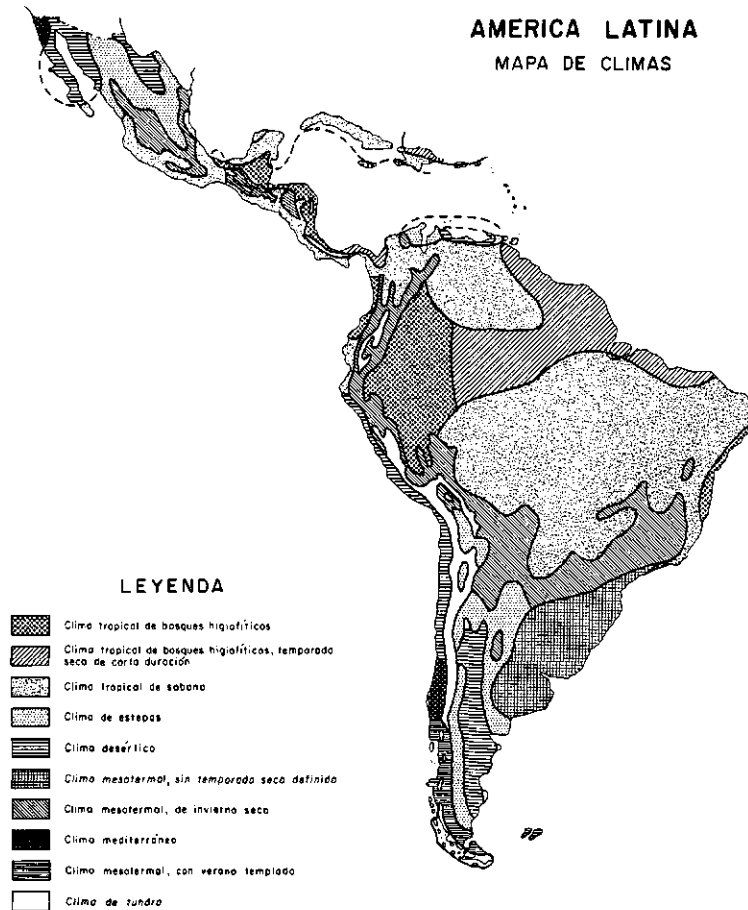 AMERICA LATINA
MAPA DE CLIMAS
LEYENDA
Clima tropical de bosques higiofíticos
Clima tropical de bosques higiofíticos, temporada
seca de corta duración
Clima tropical de sabana
Clima de estepas
Clima desértico
Clima mesotermal, sin temporada seca definida
Clima mesotermal, de invierno seco
Clima mediterráneo
Clima mesotermal, con verano templado
Clima de tundra